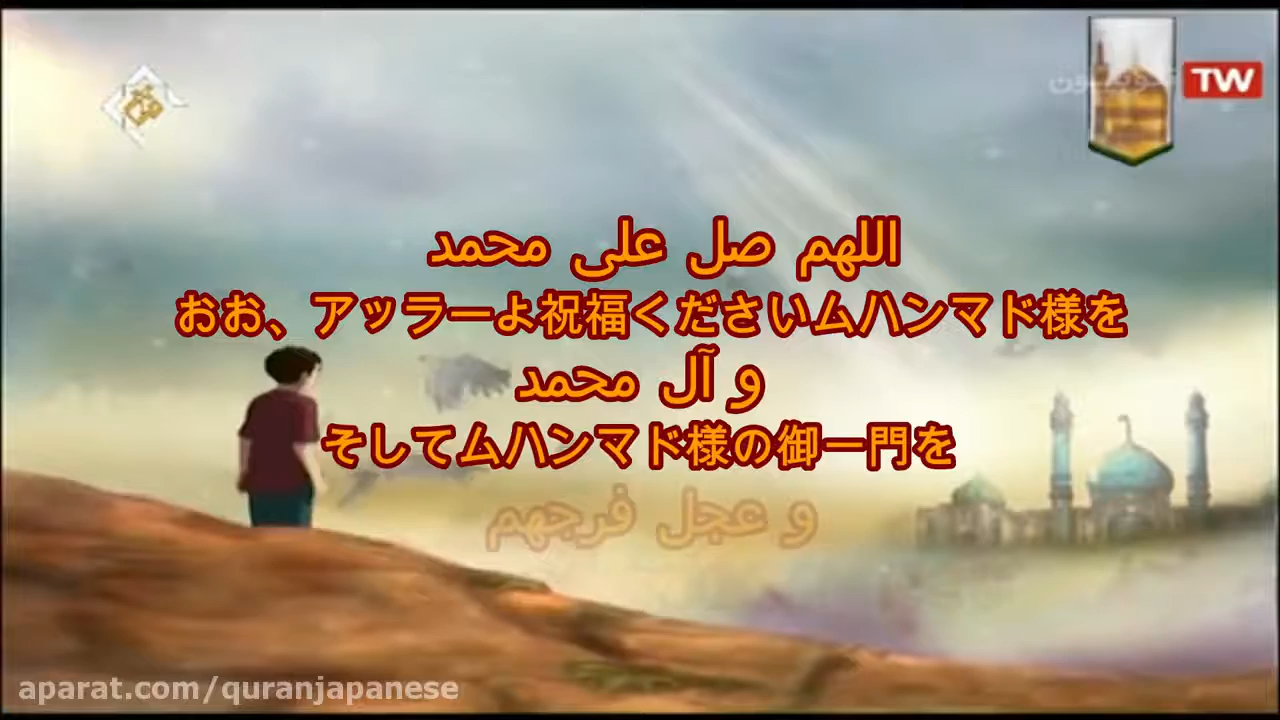 TW
اللهم صل على محمد
おお、アッラーよ祝福くださいムハンマド様を
و آل محمد
そしてムハンマド様の御一門を
و عجل فرجهم
aparat.com/quranjapanese